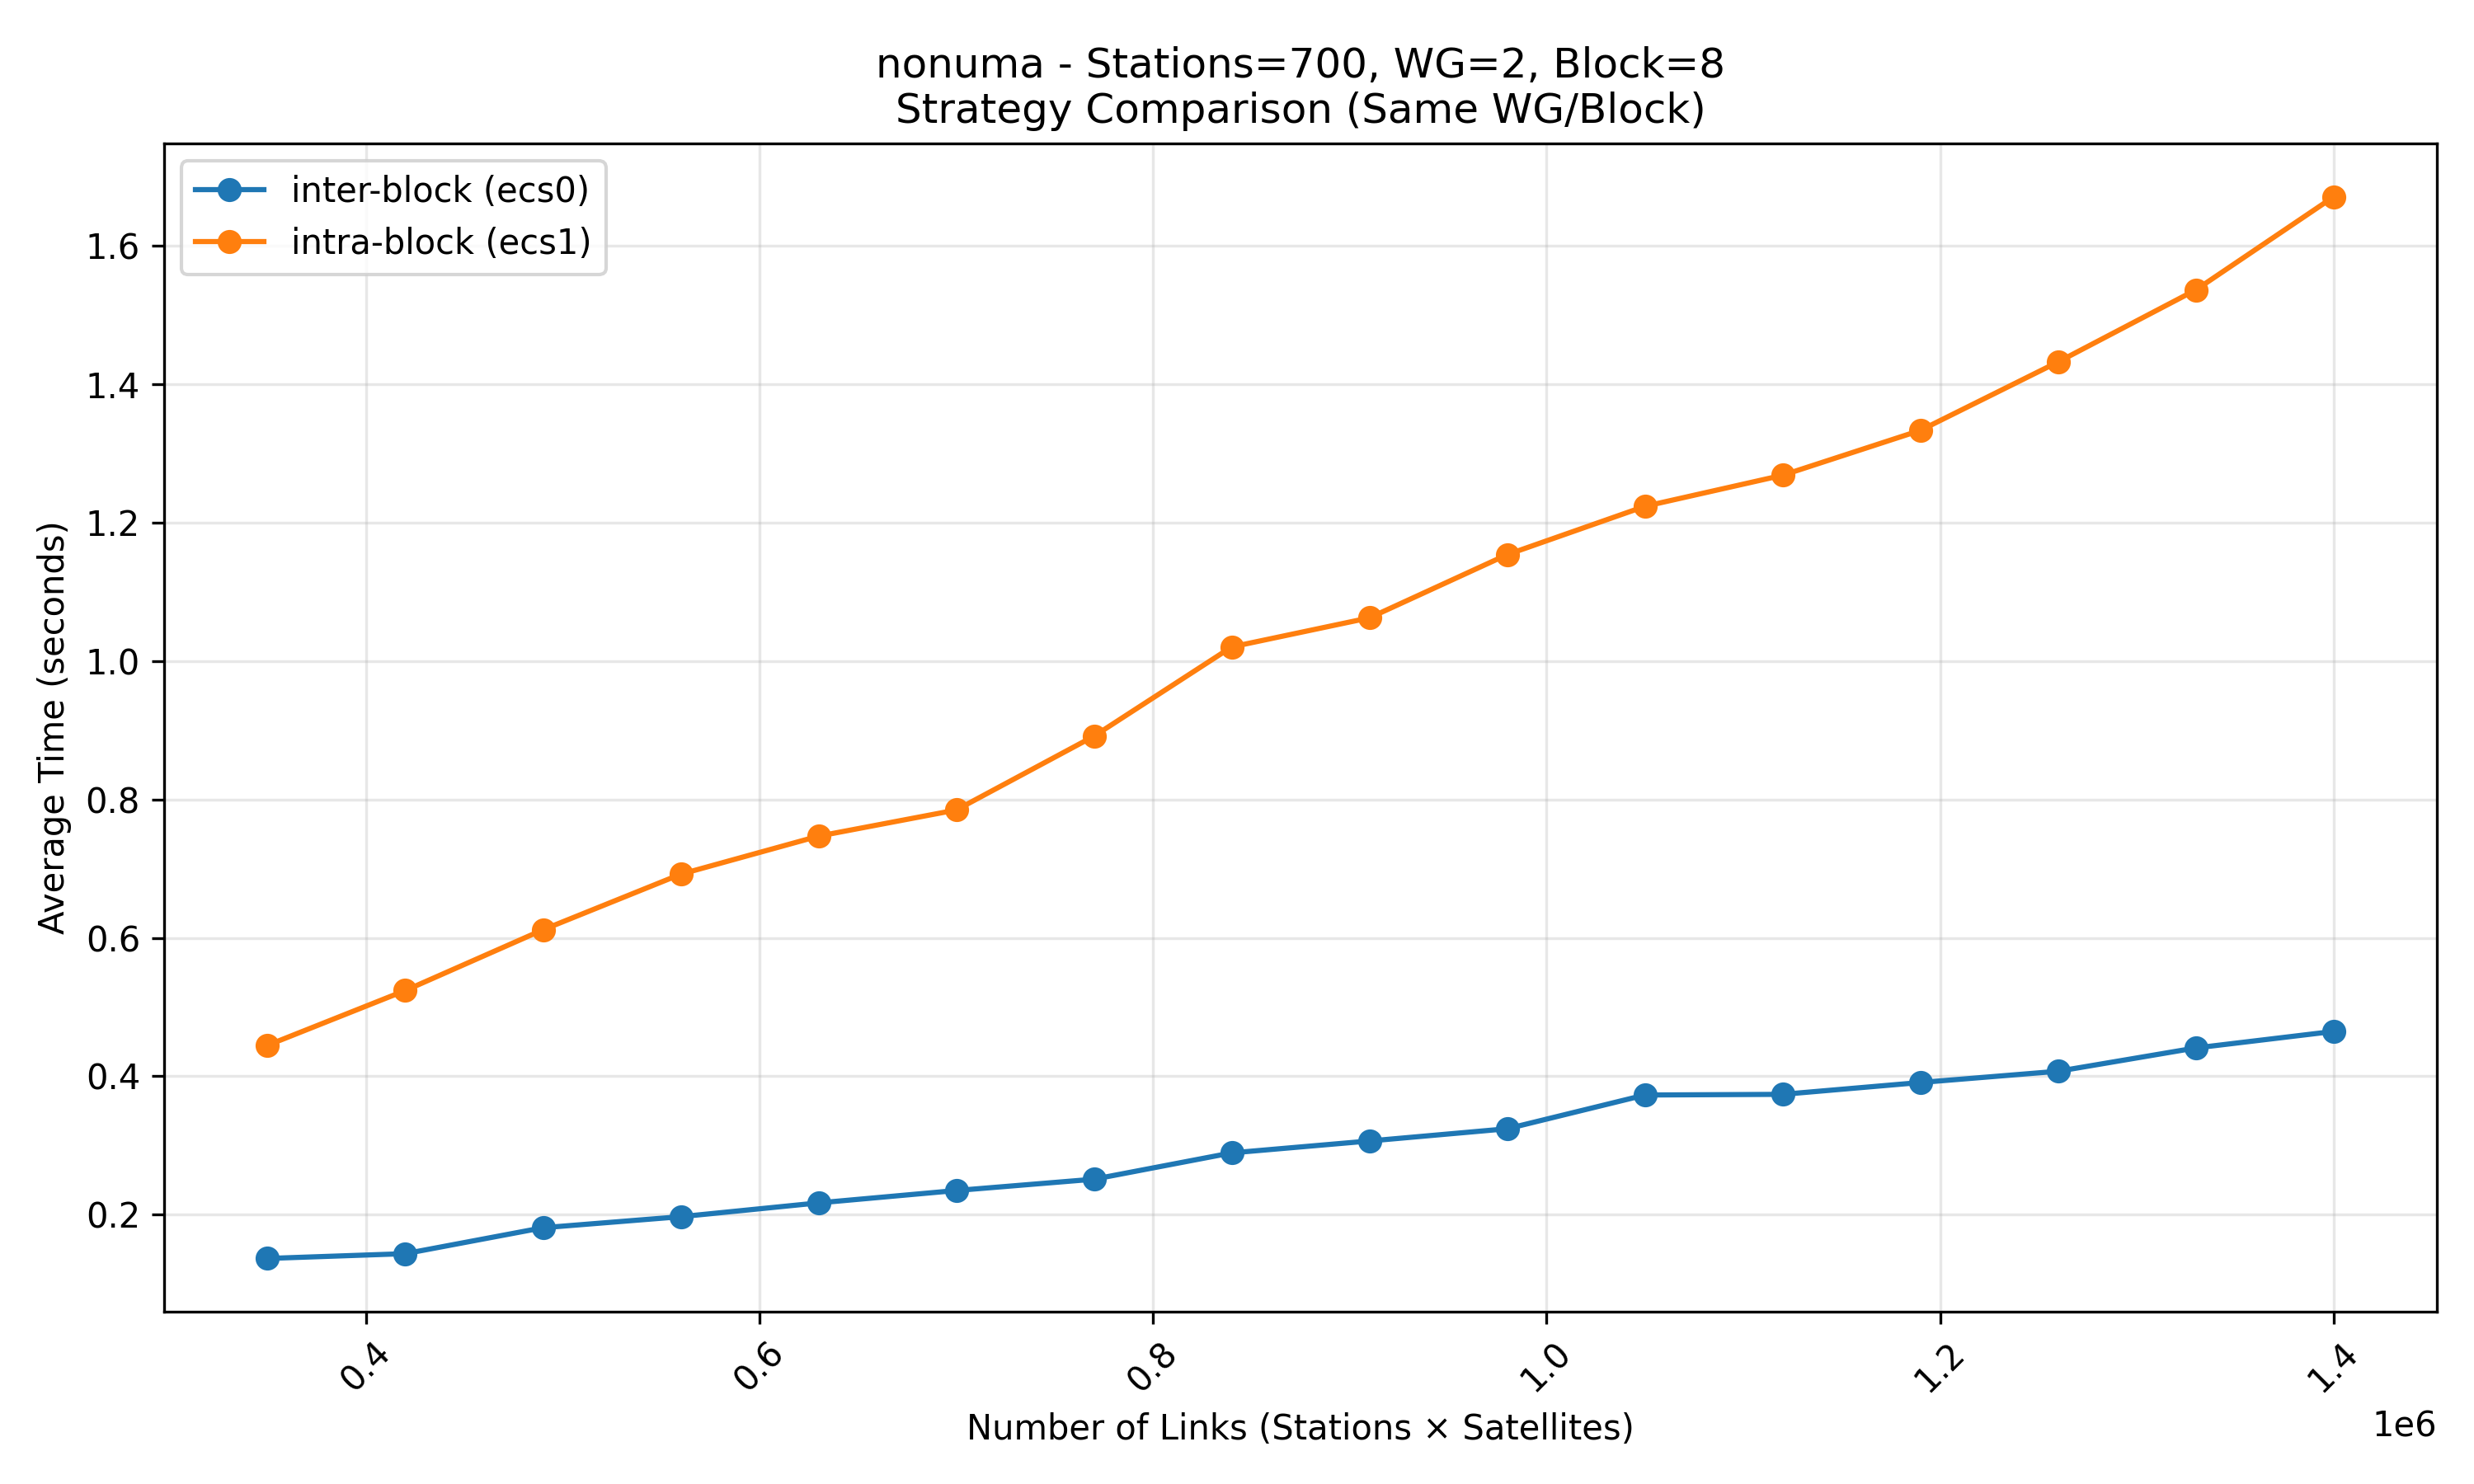 nonuma - Stations=700, WG=2, Block=8
Strategy Comparison (Same WG/Block)
inter-block (ecs0)
intra-block (ecs1)
Average Time (seconds)
1.6
1.4
1.2
1.0
0.8
0.6
0.4
0.2
0.4
0.6
0.8
1.0
1.2
1.4
1e6
Number of Links (Stations × Satellites)